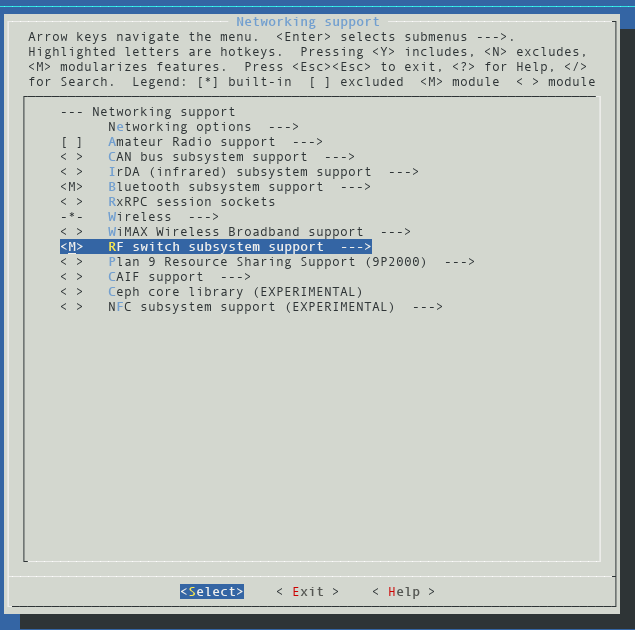 Networking support
Arrow keys navigate the menu.  <Enter> selects submenus --->.
Highlighted letters are hotkeys.  Pressing <Y> includes, <N> excludes,
<M> modularizes features.  Press <Esc><Esc> to exit, <?> for Help, </>
for Search.  Legend: [*] built-in  [ ] excluded  <M> module  < > module
--- Networking support
Networking options  --->
[ ]   Amateur Radio support  --->
< >   CAN bus subsystem support  --->
< >   IrDA (infrared) subsystem support  --->
<M>   Bluetooth subsystem support  --->
< >   RxRPC session sockets
-*-   Wireless  --->
< >   WiMAX Wireless Broadband support  --->
<M>   RF switch subsystem support  --->
< >   Plan 9 Resource Sharing Support (9P2000)  --->
< >   CAIF support  --->
< >   Ceph core library (EXPERIMENTAL)
< >   NFC subsystem support (EXPERIMENTAL)  --->
<Select>    < Exit >    < Help >